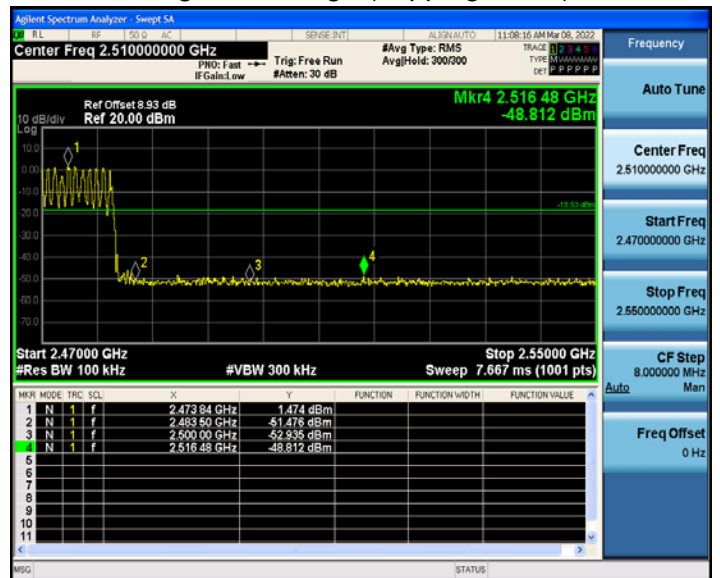 Agilent Spectrum Analyzer - Swept SA
RL RF 50 Ω AC SENSE:INT ALIGN AUTO 11:08:16 AM Mar 08, 2022
Center Freq 2.510000000 GHz #Avg Type: RMS TRACE 1 2 3 4 5 6
PNO: Fast Trig: Free Run Avg|Hold: 300/300 TYPE M
IFGain:Low #Atten: 30 dB DET P P P P P P
Frequency
Auto Tune
Center Freq
2.510000000 GHz
Start Freq
2.470000000 GHz
Stop Freq
2.550000000 GHz
CF Step
8.000000 MHz
Auto Man
Freq Offset
0 Hz
Mkr4 2.516 48 GHz
Ref Offset 8.93 dB
10 dB/div Ref 20.00 dBm -48.812 dBm
Log
10.0
0.00
-10.0
-20.0
-30.0
-40.0
-50.0
-60.0
-70.0
1
2
3
4
-18.53 dBm
Start 2.47000 GHz Stop 2.55000 GHz
#Res BW 100 kHz #VBW 300 kHz Sweep 7.667 ms (1001 pts)
MKR MODE TRC SCL X Y FUNCTION FUNCTION WIDTH FUNCTION VALUE
1 N 1 f 2.473 84 GHz 1.474 dBm
2 N 1 f 2.483 50 GHz -51.476 dBm
3 N 1 f 2.500 00 GHz -52.935 dBm
4 N 1 f 2.516 48 GHz -48.812 dBm
5
6
7
8
9
10
11
MSG STATUS